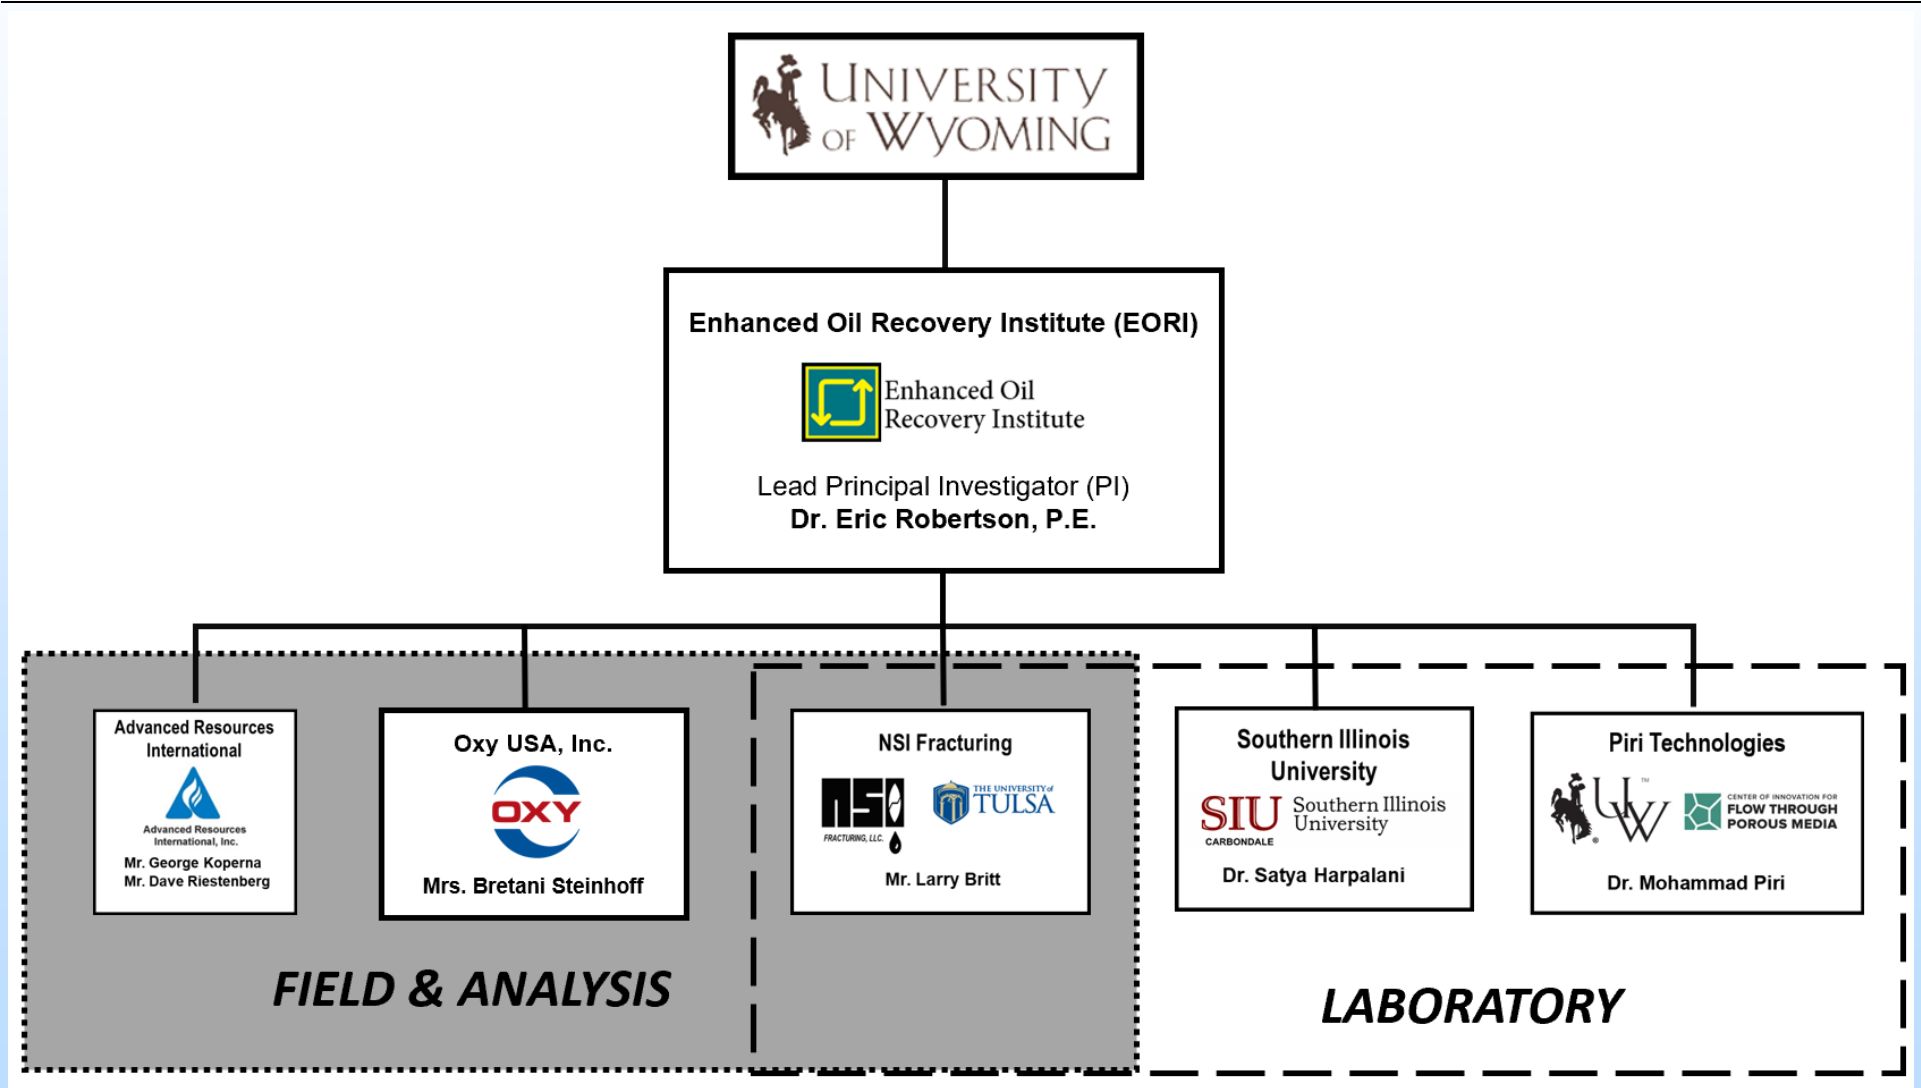 UNIVERSITY
OF WYOMING
Enhanced Oil Recovery Institute (EORI)
Enhanced Oil
Recovery Institute
Lead Principal Investigator (PI)
Dr. Eric Robertson, P.E.
Advanced Resources
International
Advanced Resources
International, Inc.
Mr. George Koperna
Mr. Dave Riestenberg
Oxy USA, Inc.
OXY
Mrs. Bretani Steinhoff
NSI Fracturing
NSI
FRACTURING, LLC.
THE UNIVERSITY of
TULSA
Mr. Larry Britt
Southern Illinois
University
SIU
CARBONDALE
Southern Illinois
University
Dr. Satya Harpalani
Piri Technologies
UW
TM
®
CENTER OF INNOVATION FOR
FLOW THROUGH
POROUS MEDIA
Dr. Mohammad Piri
FIELD & ANALYSIS
LABORATORY